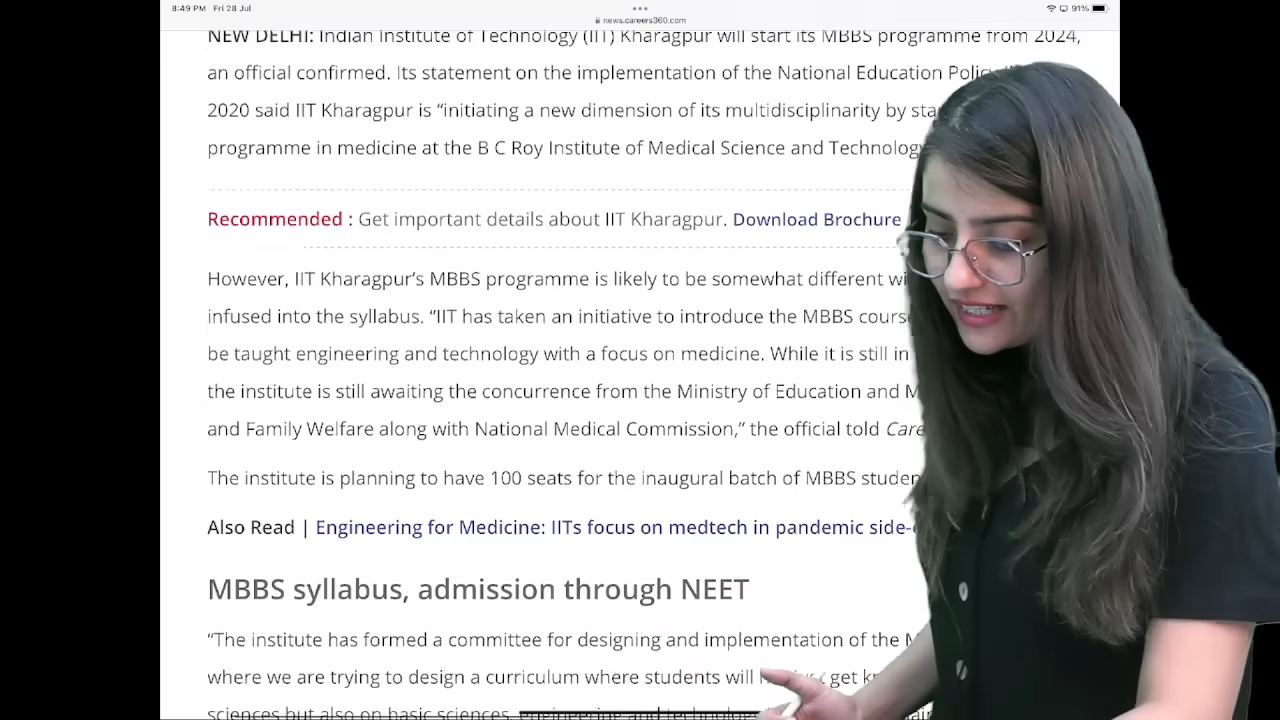 8:49 PM Fri 28 Jul
91%
news.careers360.com
NEW DELHI: Indian Institute of Technology (IIT) Kharagpur will start its MBBS programme from 2024,
an official confirmed. Its statement on the implementation of the National Education
2020 said IIT Kharagpur is “initiating a new dimension of its multidisciplinarity by
programme in medicine at the B C Roy Institute of Medical Science and
Recommended : Get important details about IIT Kharagpur. Download Brochure
However, IIT Kharagpur’s MBBS programme is likely to be somewhat different
infused into the syllabus. “IIT has taken an initiative to introduce the MBBS
be taught engineering and technology with a focus on medicine. While it is still in
the institute is still awaiting the concurrence from the Ministry of Education and
and Family Welfare along with National Medical Commission,” the official told
The institute is planning to have 100 seats for the inaugural batch of MBBS
Also Read | Engineering for Medicine: IITs focus on medtech in pandemic
MBBS syllabus, admission through NEET
“The institute has formed a committee for designing and implementation of the
where we are trying to design a curriculum where students will get
sciences but also on basic sciences, engineering and